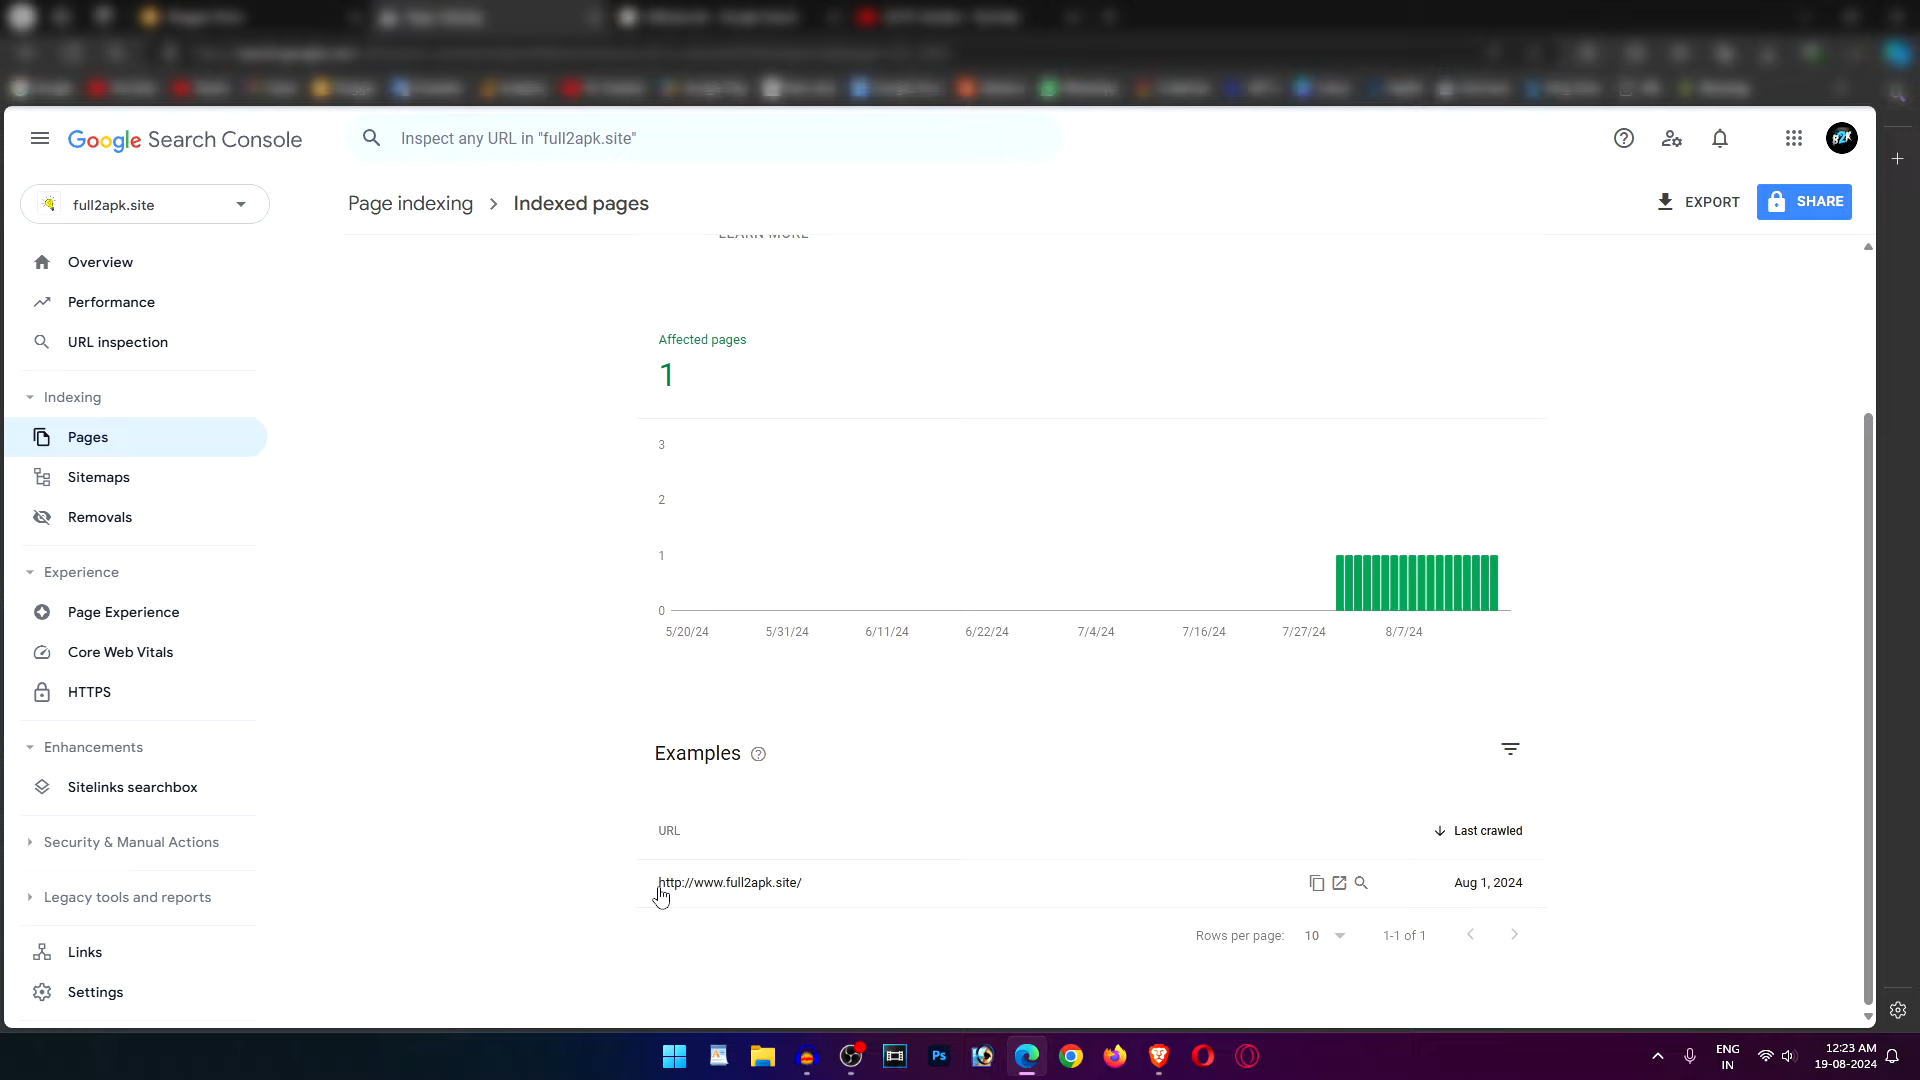 Google Search Console
Inspect any URL in "full2apk.site"
full2apk.site
Page indexing > Indexed pages
EXPORT
SHARE
LEARN MORE
Overview
Performance
URL inspection
Indexing
Pages
Sitemaps
Removals
Experience
Page Experience
Core Web Vitals
HTTPS
Enhancements
Sitelinks searchbox
Security & Manual Actions
Legacy tools and reports
Links
Settings
Affected pages
1
3
2
1
0
5/20/24 5/31/24 6/11/24 6/22/24 7/4/24 7/16/24 7/27/24 8/7/24
Examples
URL Last crawled
http://www.full2apk.site/ Aug 1, 2024
Rows per page: 10 1-1 of 1
Ps
ENG
IN
12:23 AM
19-08-2024